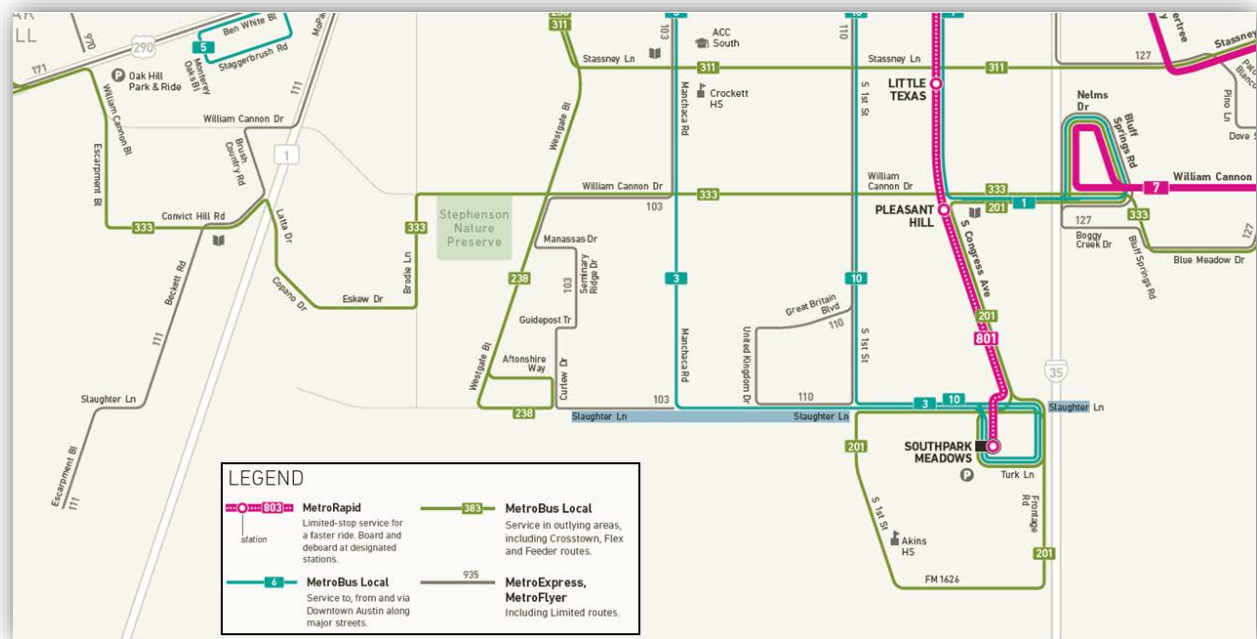 AK
LL
970
290
171
Ben White Bl
5
Staggerbrush Rd
Monterey
Oaks Bl
Oak Hill
Park & Ride
111
William Cannon Bl
William Cannon Dr
Escarpment Bl
Brush
Country Rd
1
333
Convict Hill Rd
Latta Dr
Beckett Rd
Copano Dr
111
Eskew Dr
Brodie Ln
333
Slaughter Ln
Escarpment Bl
111
Stephenson
Nature
Preserve
311
103
ACC
South
Stassney Ln
311
Crockett
HS
Manchaca Rd
Westgate Bl
William Cannon Dr
333
103
Manassas Dr
238
103
Seminary
Ridge Dr
Guidepost Tr
Aftonshire
Way
Westgate Bl
238
Curlew Dr
103
Slaughter Ln
3
Manchaca Rd
110
S 1st St
Stassney Ln
311
LITTLE
TEXAS
William
Cannon Dr
333
PLEASANT
HILL
201
1
S Congress Ave
10
Great Britain
Blvd
110
United Kingdom Dr
S 1st St
110
Slaughter Ln
201
801
3
10
Slaughter Ln
35
SOUTHPARK
MEADOWS
Turk Ln
201
S 1st St
Akins
HS
Frontage
Rd
201
FM 1626
127
Stassney
Pino Ln
Nelms
Dr
Bluff
Springs Rd
7
William Cannon
333
127
Boggy
Creek Dr
Bluff Springs Rd
Blue Meadow Dr
127
LEGEND
803
station
MetroRapid
Limited-stop service for
a faster ride. Board and
deboard at designated
stations.
383
MetroBus Local
Service in outlying areas,
including Crosstown, Flex
and Feeder routes.
6
MetroBus Local
Service to, from and via
Downtown Austin along
major streets.
935
MetroExpress,
MetroFlyer
Including Limited routes.